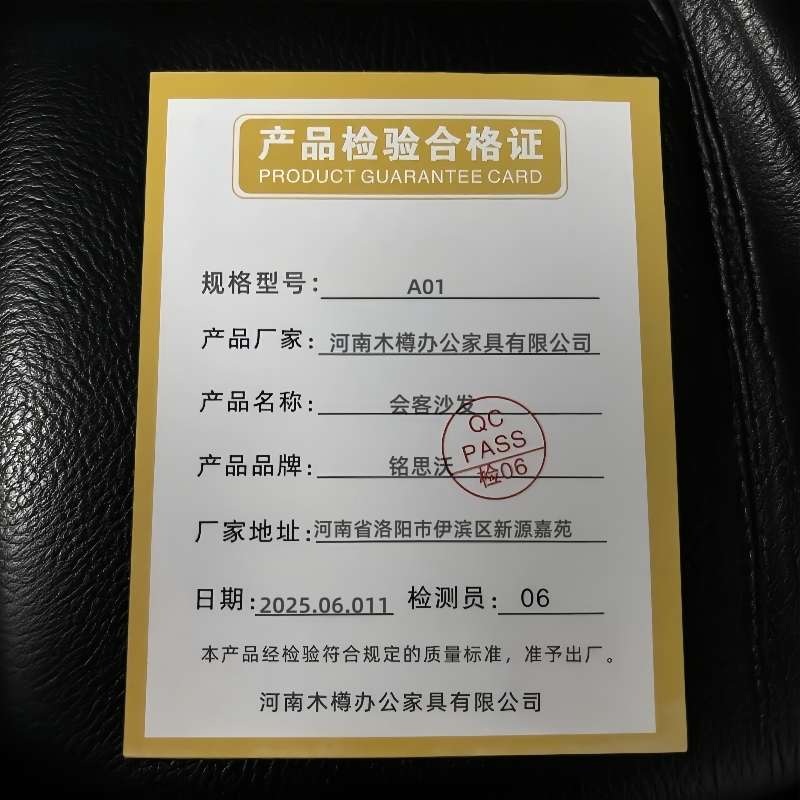 产品检验合格证
PRODUCT GUARANTEE CARD
规格型号: A01
产品厂家: 河南木樽办公家具有限公司
产品名称: 会客沙发
产品品牌: 铭思沃
QC
PASS
检06
厂家地址: 河南省洛阳市伊滨区新源嘉苑
日期: 2025.06.011 检测员: 06
本产品经检验符合规定的质量标准，准予出厂。
河南木樽办公家具有限公司